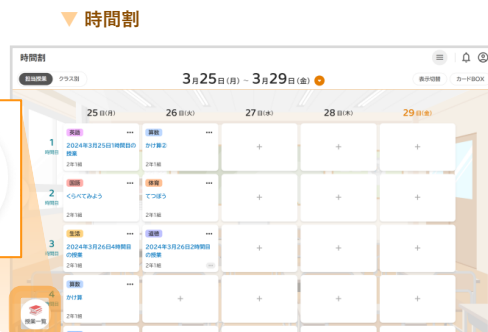 ▼ 時間割
時間割
担当授業 クラス別
3月25日(月) ~ 3月29日(金)
表示切替 カードBOX
25日(月) 26日(火) 27日(水) 28日(木) 29日(金)
1
時間目
2024年3月25日1時間目の授業
2年1組
算数
かけ算②
2年1組
2
時間目
国語
くらべてみよう
2年1組
体育
てつぼう
2年1組
3
時間目
生活
2024年3月26日4時間目の授業
2年1組
道徳
2024年3月26日2時間目の授業
2年1組
4
算数
かけ算
2年1組
授業一覧